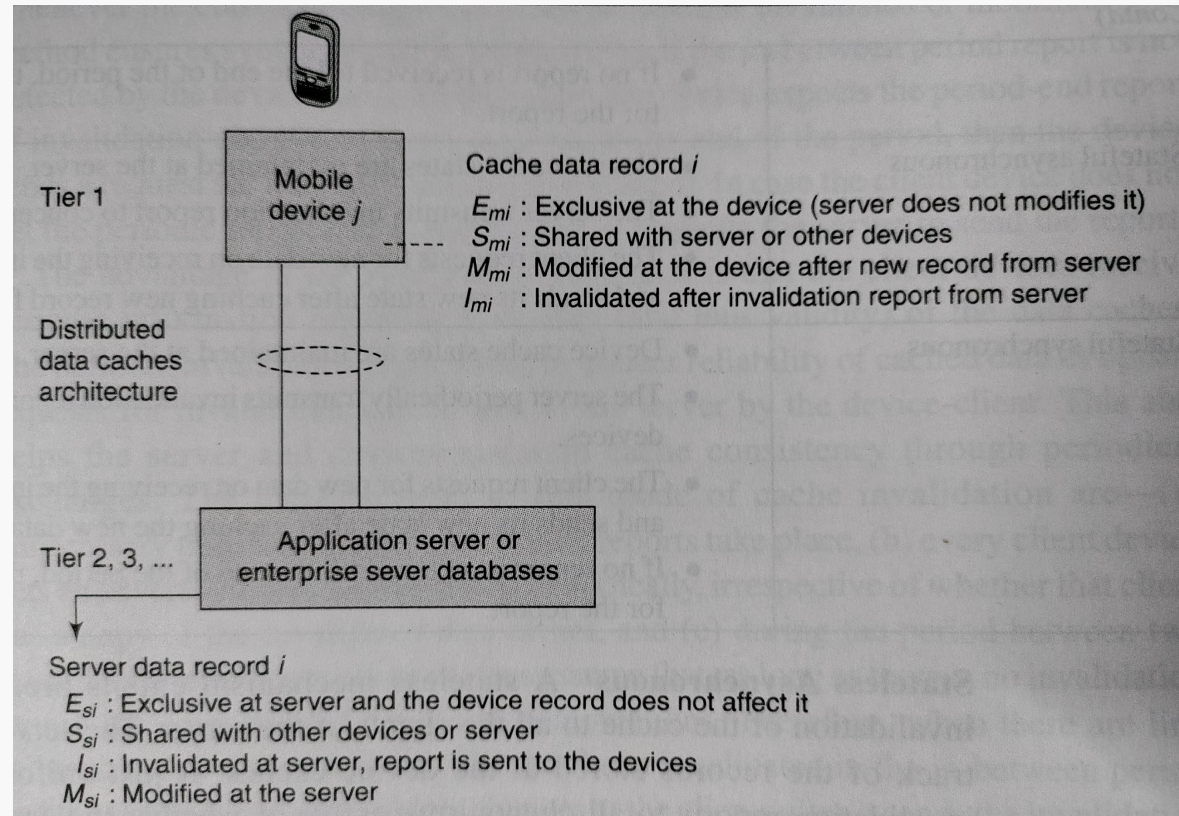 Tier 1
Mobile
device j
Cache data record i
Emi : Exclusive at the device (server does not modifies it)
Smi : Shared with server or other devices
Mmi : Modified at the device after new record from server
Imi : Invalidated after invalidation report from server
Distributed
data caches
architecture
Tier 2, 3, ...
Application server or
enterprise sever databases
Server data record i
Esi : Exclusive at server and the device record does not affect it
Ssi : Shared with other devices or server
Isi : Invalidated at server, report is sent to the devices
Msi : Modified at the server